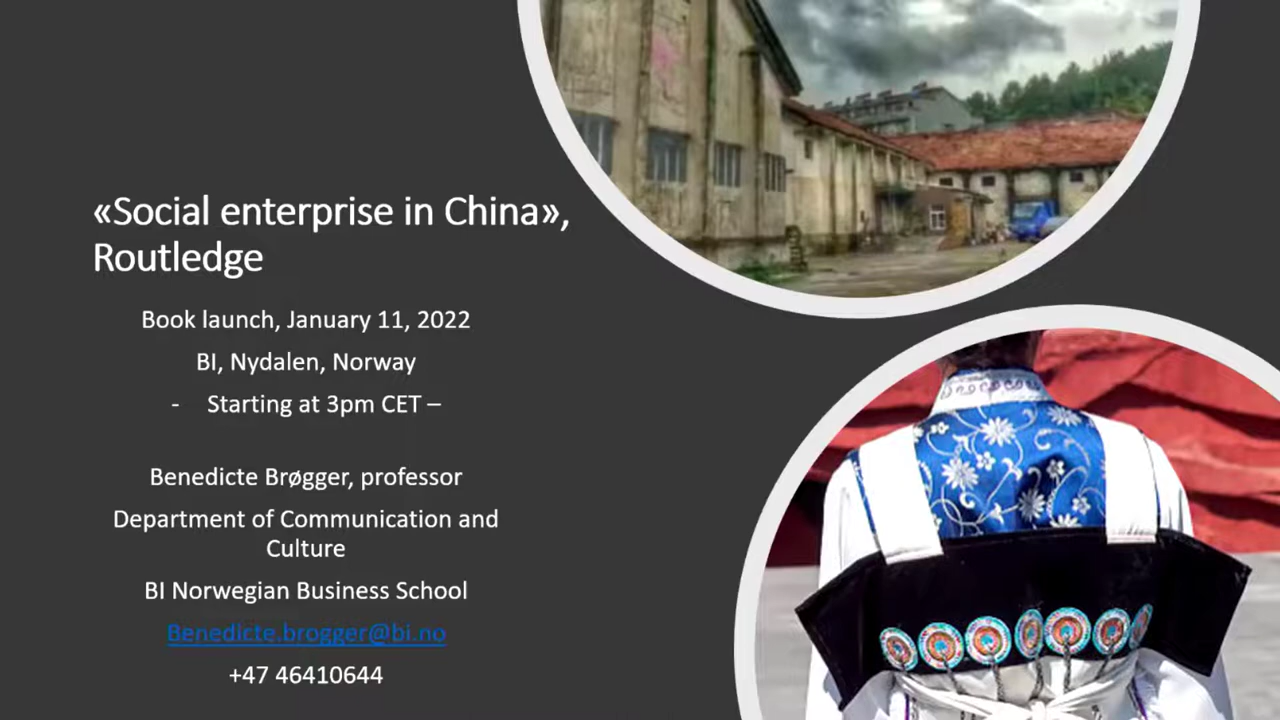 «Social enterprise in China»,
Routledge
Book launch, January 11, 2022
BI, Nydalen, Norway
- Starting at 3pm CET –
Benedicte Brøgger, professor
Department of Communication and
Culture
BI Norwegian Business School
Benedicte.brogger@bi.no
+47 46410644